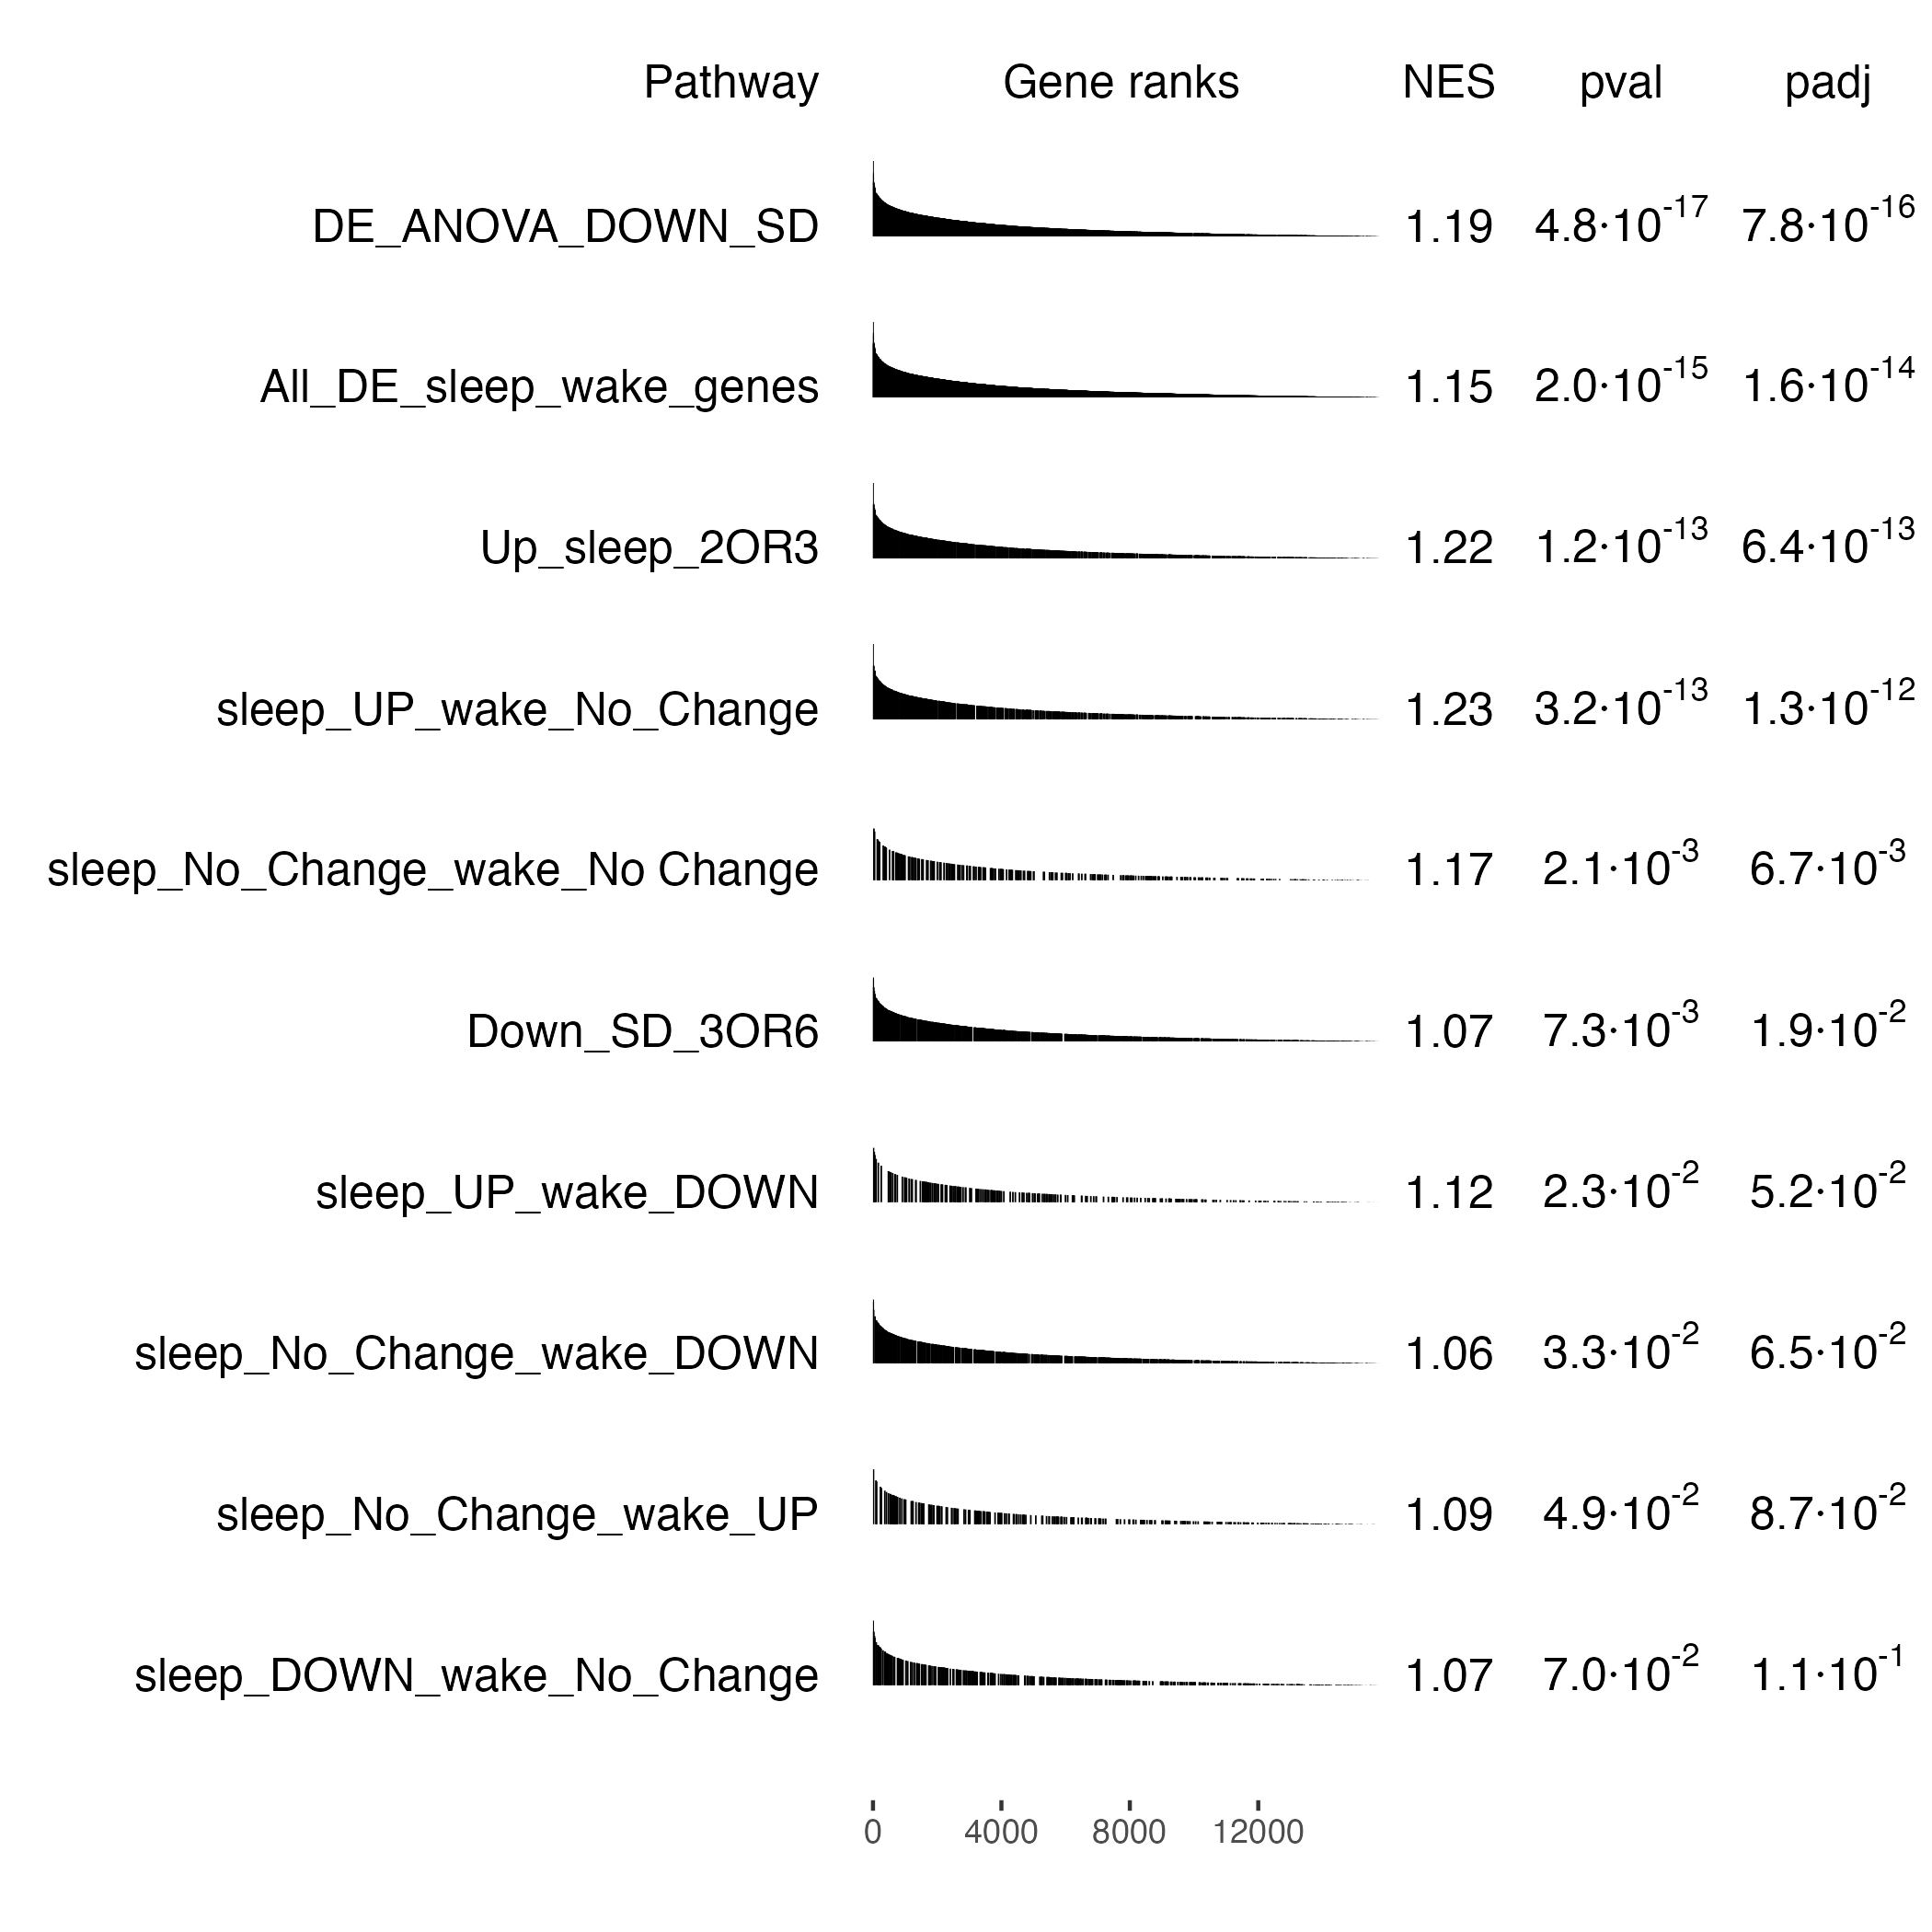 Pathway Gene ranks NES pval padj
DE_ANOVA_DOWN_SD 1.19 4.8·10^-17 7.8·10^-16
All_DE_sleep_wake_genes 1.15 2.0·10^-15 1.6·10^-14
Up_sleep_2OR3 1.22 1.2·10^-13 6.4·10^-13
sleep_UP_wake_No_Change 1.23 3.2·10^-13 1.3·10^-12
sleep_No_Change_wake_No Change 1.17 2.1·10^-3 6.7·10^-3
Down_SD_3OR6 1.07 7.3·10^-3 1.9·10^-2
sleep_UP_wake_DOWN 1.12 2.3·10^-2 5.2·10^-2
sleep_No_Change_wake_DOWN 1.06 3.3·10^-2 6.5·10^-2
sleep_No_Change_wake_UP 1.09 4.9·10^-2 8.7·10^-2
sleep_DOWN_wake_No_Change 1.07 7.0·10^-2 1.1·10^-1
0 4000 8000 12000